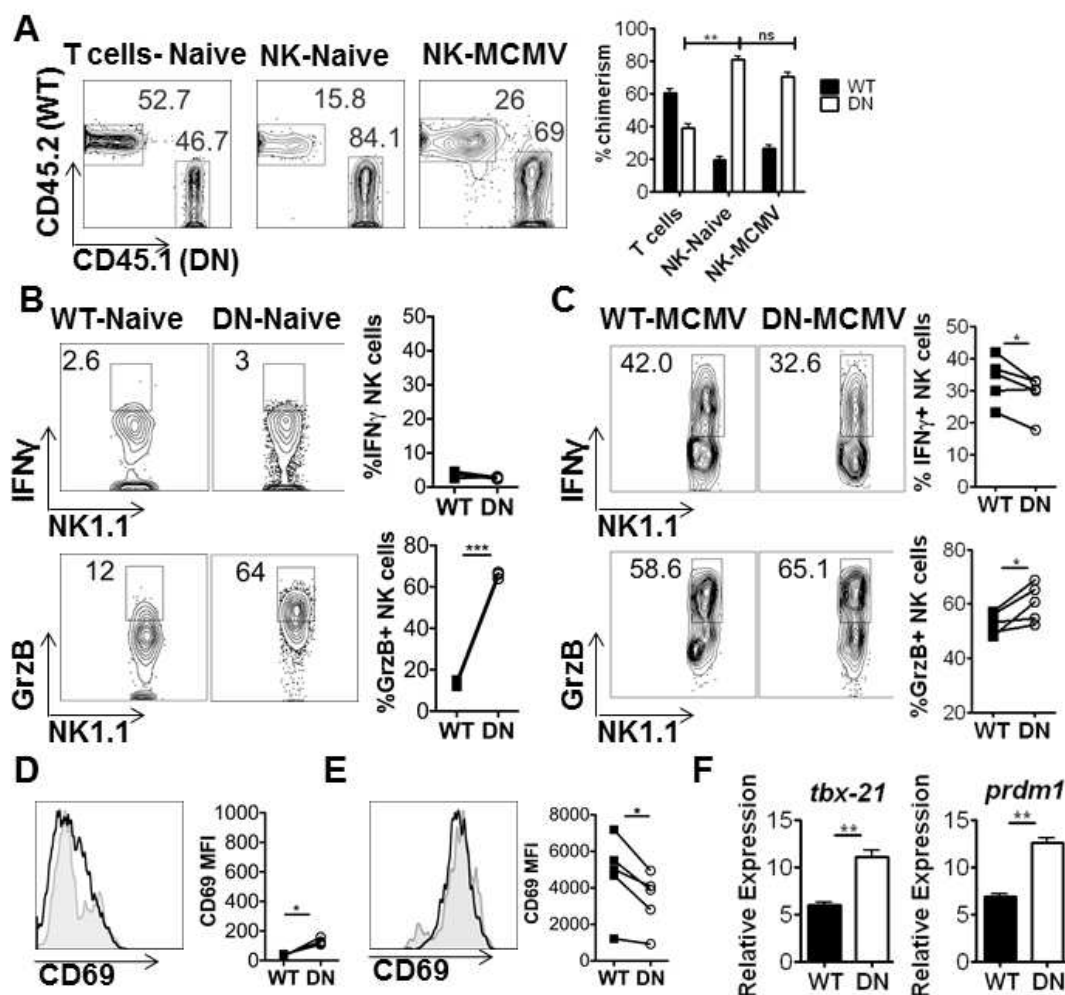 A
T cells- Naive NK-Naive NK-MCMV
CD45.2 (WT)
52.7
46.7
15.8
84.1
26
69
CD45.1 (DN)
% chimerism
80
60
40
20
0
** ns
WT
DN
T cells
NK-Naive
NK-MCMV
B
WT-Naive DN-Naive
2.6
3
IFNγ
NK1.1
%IFNγ NK cells
50
40
30
20
10
0
WT DN
12
64
GrzB
NK1.1
%GrzB+ NK cells
80
60
40
20
0
***
WT DN
C
WT-MCMV DN-MCMV
42.0
32.6
IFNγ
NK1.1
% IFNγ+ NK cells
50
40
30
20
10
0
*
WT DN
58.6
65.1
GrzB
NK1.1
%GrzB+ NK cells
80
60
40
20
*
WT DN
D
CD69
CD69 MFI
1000
800
600
400
200
0
*
WT DN
E
CD69
CD69 MFI
8000
6000
4000
2000
0
*
WT DN
F
tbx-21
Relative Expression
15
10
5
0
**
WT DN
prdm1
Relative Expression
15
10
5
0
**
WT DN